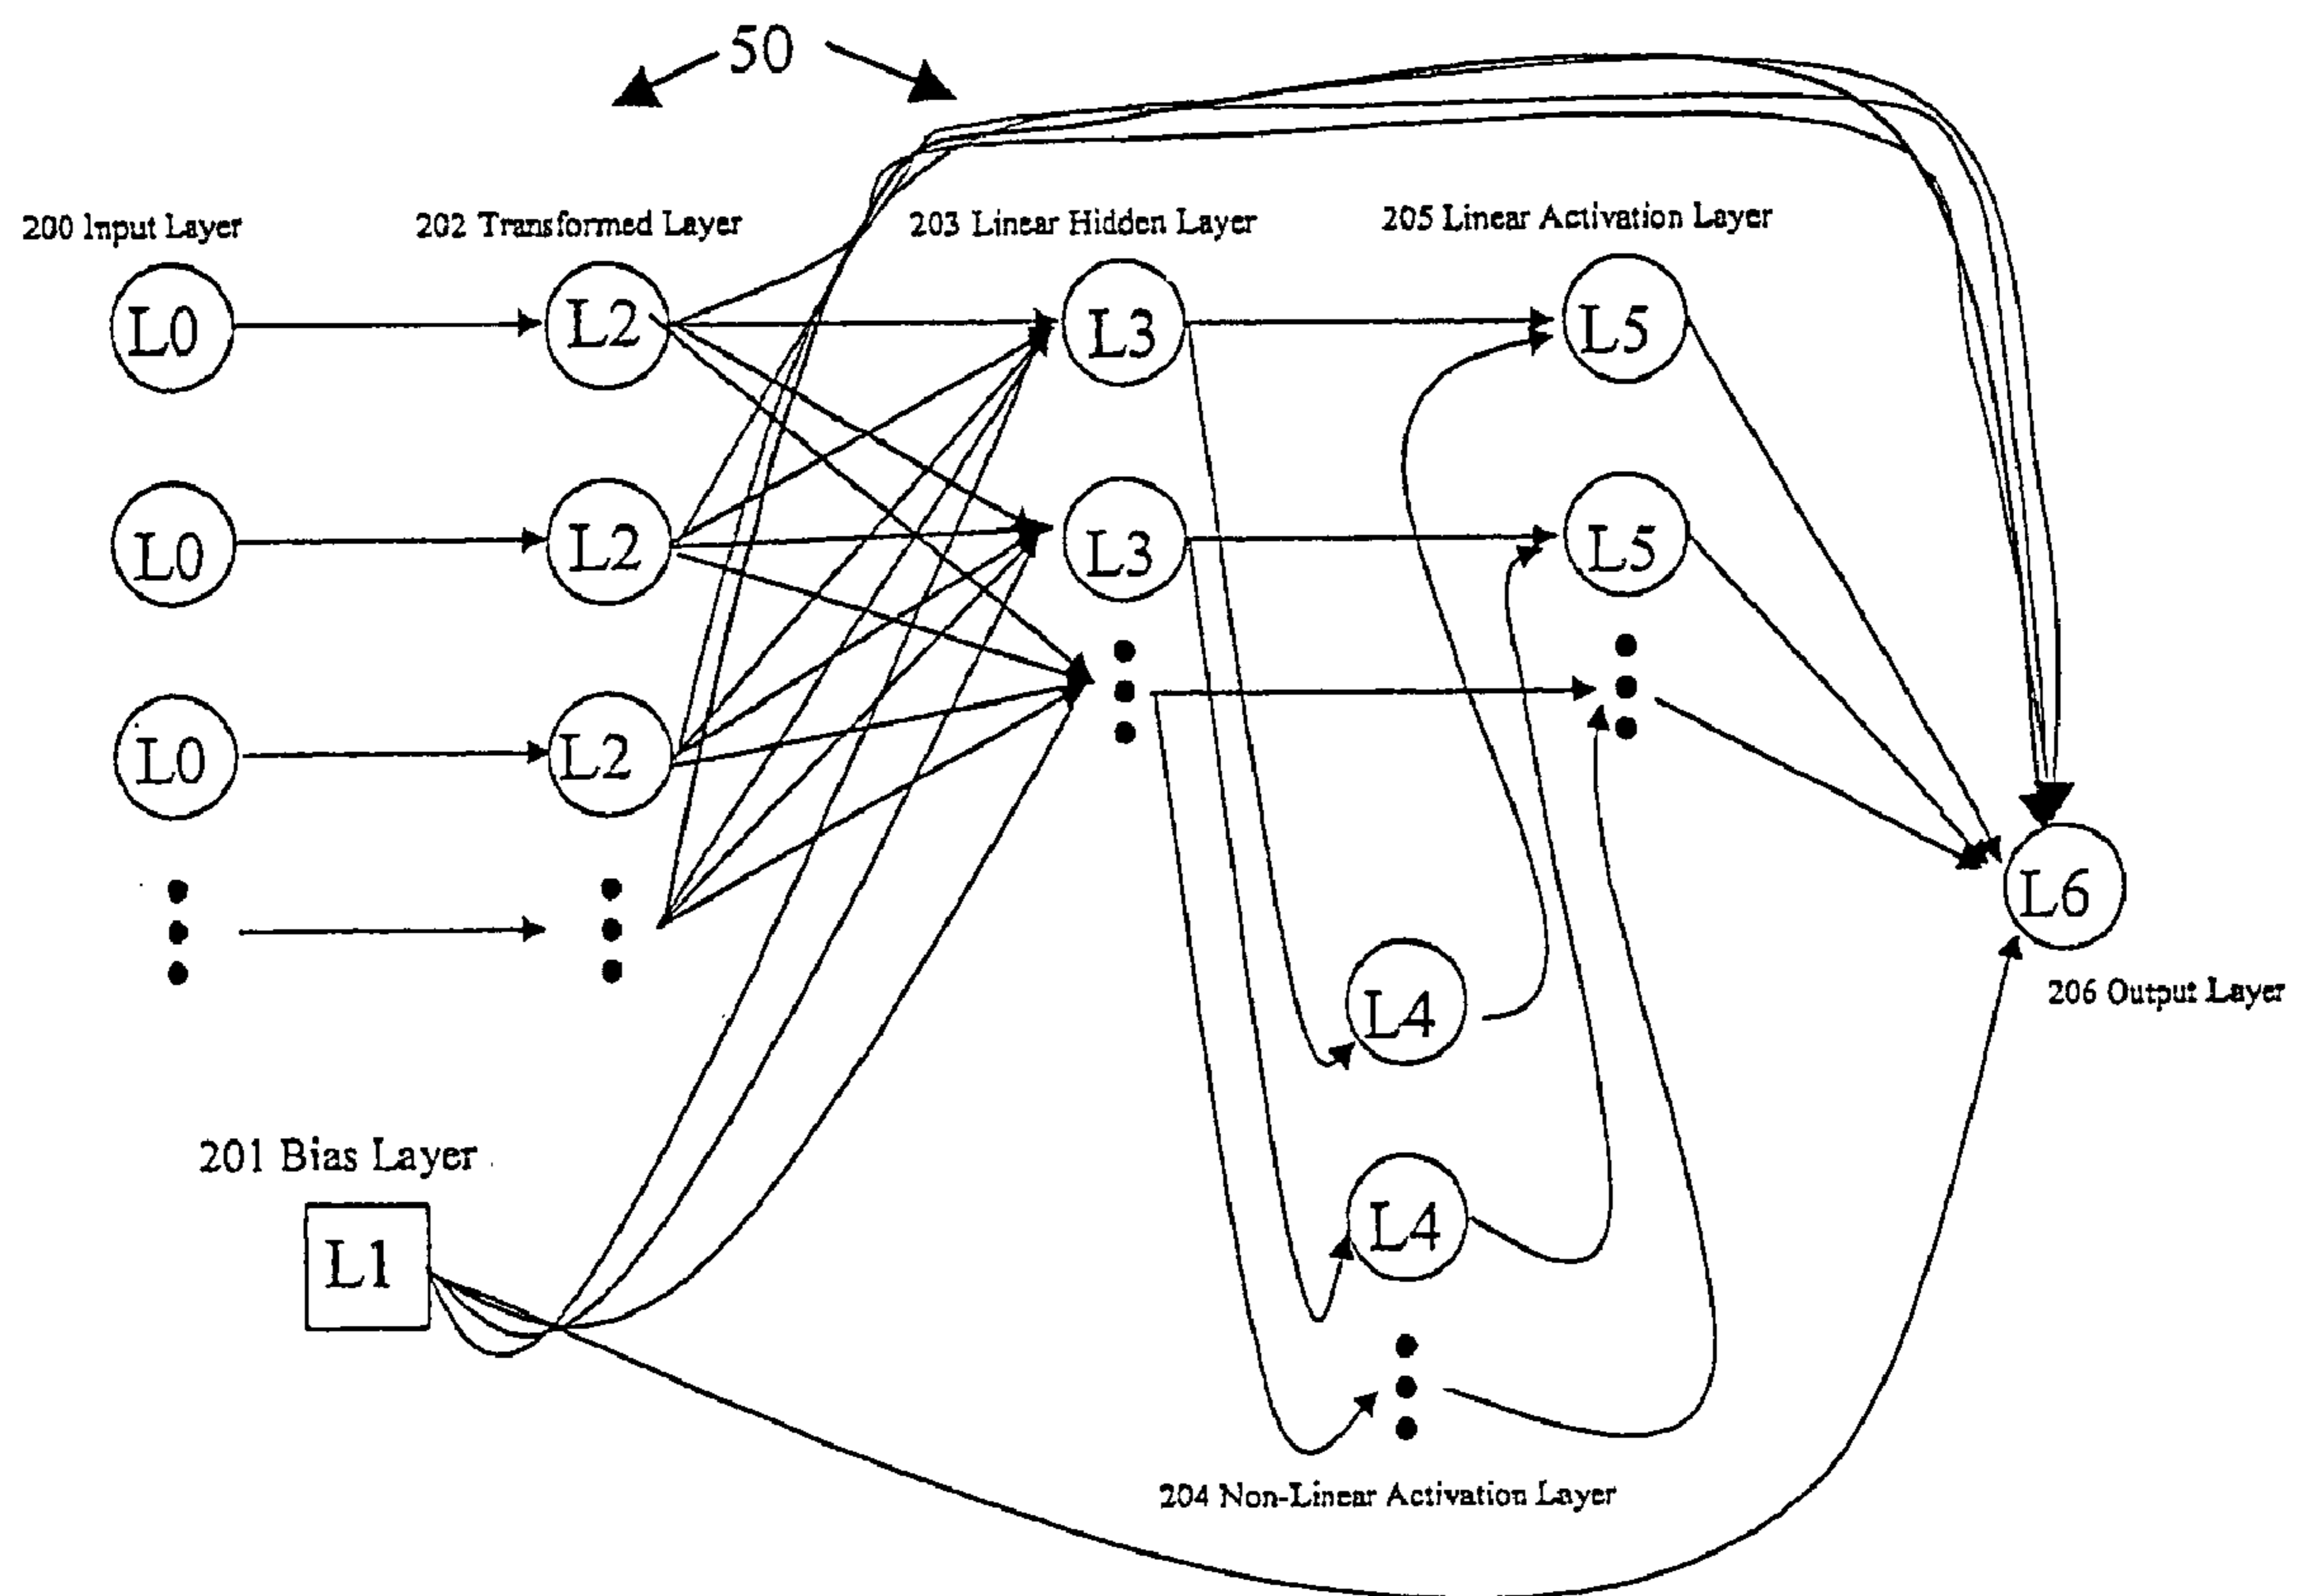 50
200 Input Layer
202 Transformed Layer
203 Linear Hidden Layer
205 Linear Activation Layer
L0
L2
L3
L5
L0
L2
L3
L5
L0
L2
L6
206 Output Layer
L4
201 Bias Layer
L1
L4
204 Non-Linear Activation Layer